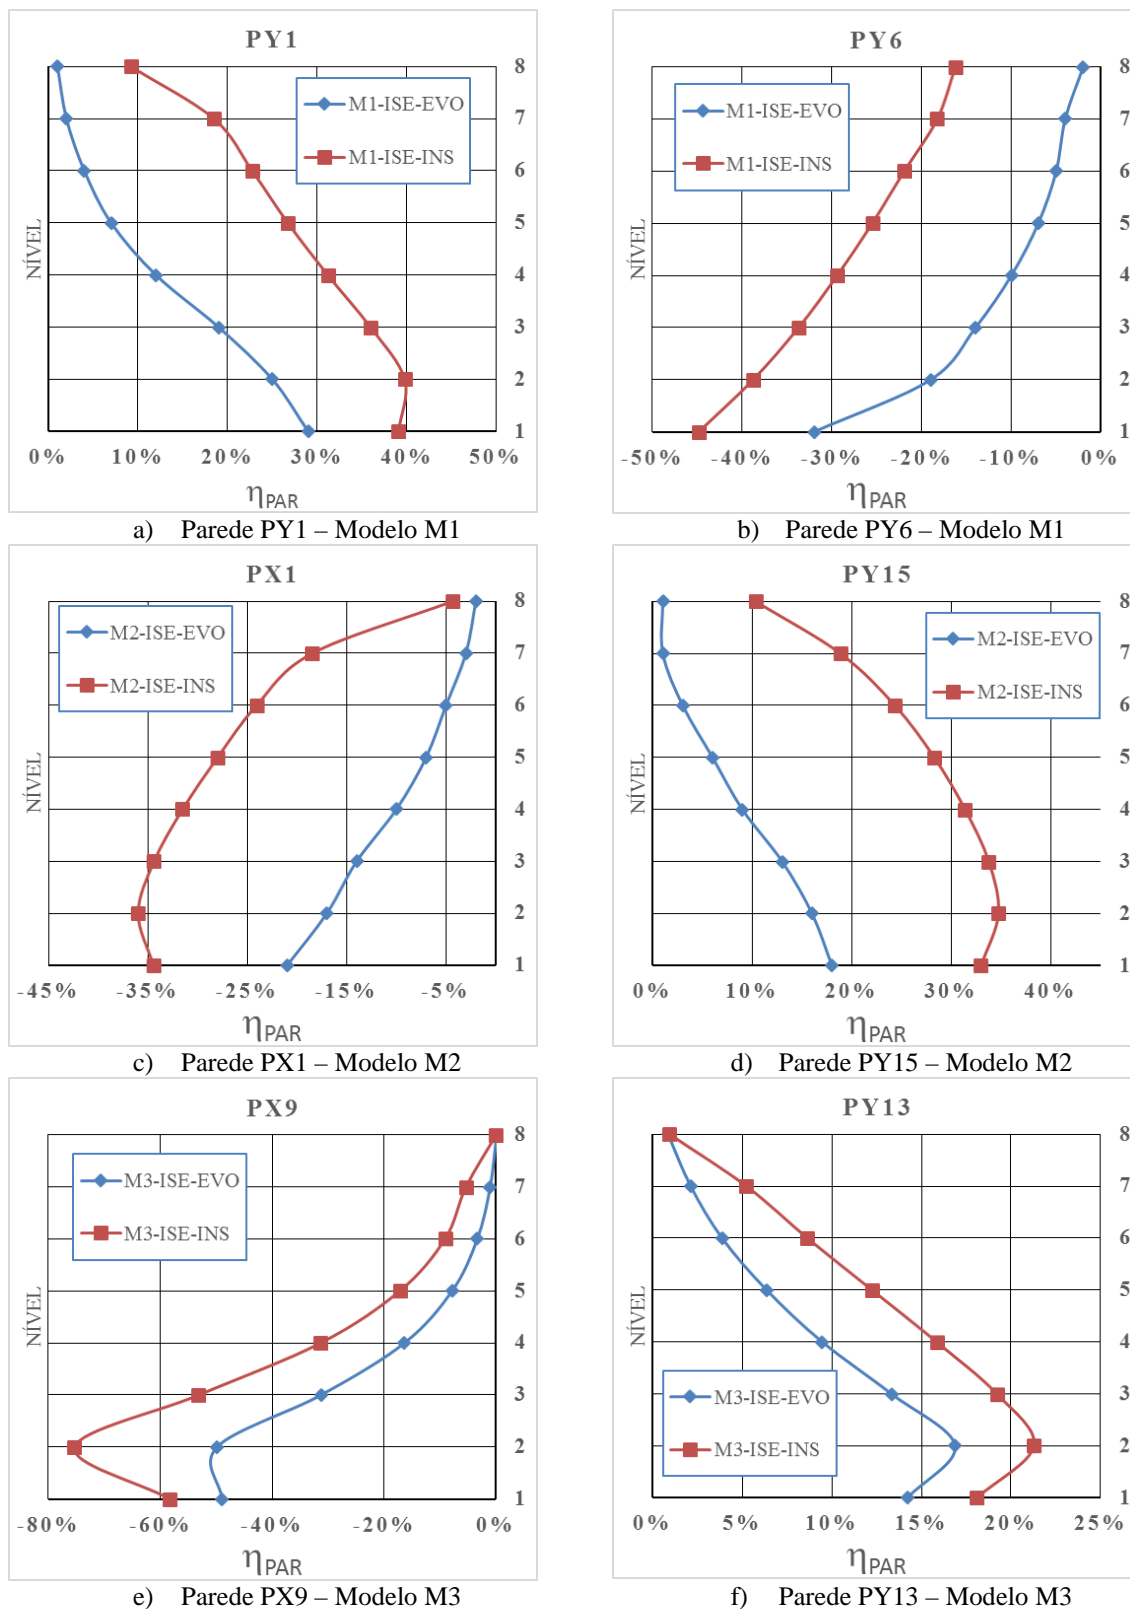 PY1
M1-ISE-EVO
M1-ISE-INS
NÍVEL
8
7
6
5
4
3
2
1
0% 10% 20% 30% 40% 50%
ηPAR
a) Parede PY1 – Modelo M1
PY6
M1-ISE-EVO
M1-ISE-INS
NÍVEL
8
7
6
5
4
3
2
1
-50% -40% -30% -20% -10% 0%
ηPAR
b) Parede PY6 – Modelo M1
PX1
M2-ISE-EVO
M2-ISE-INS
NÍVEL
8
7
6
5
4
3
2
1
-45% -35% -25% -15% -5%
ηPAR
c) Parede PX1 – Modelo M2
PY15
M2-ISE-EVO
M2-ISE-INS
NÍVEL
8
7
6
5
4
3
2
1
0% 10% 20% 30% 40%
ηPAR
d) Parede PY15 – Modelo M2
PX9
M3-ISE-EVO
M3-ISE-INS
NÍVEL
8
7
6
5
4
3
2
1
-80% -60% -40% -20% 0%
ηPAR
e) Parede PX9 – Modelo M3
PY13
M3-ISE-EVO
M3-ISE-INS
NÍVEL
8
7
6
5
4
3
2
1
0% 5% 10% 15% 20% 25%
ηPAR
f) Parede PY13 – Modelo M3